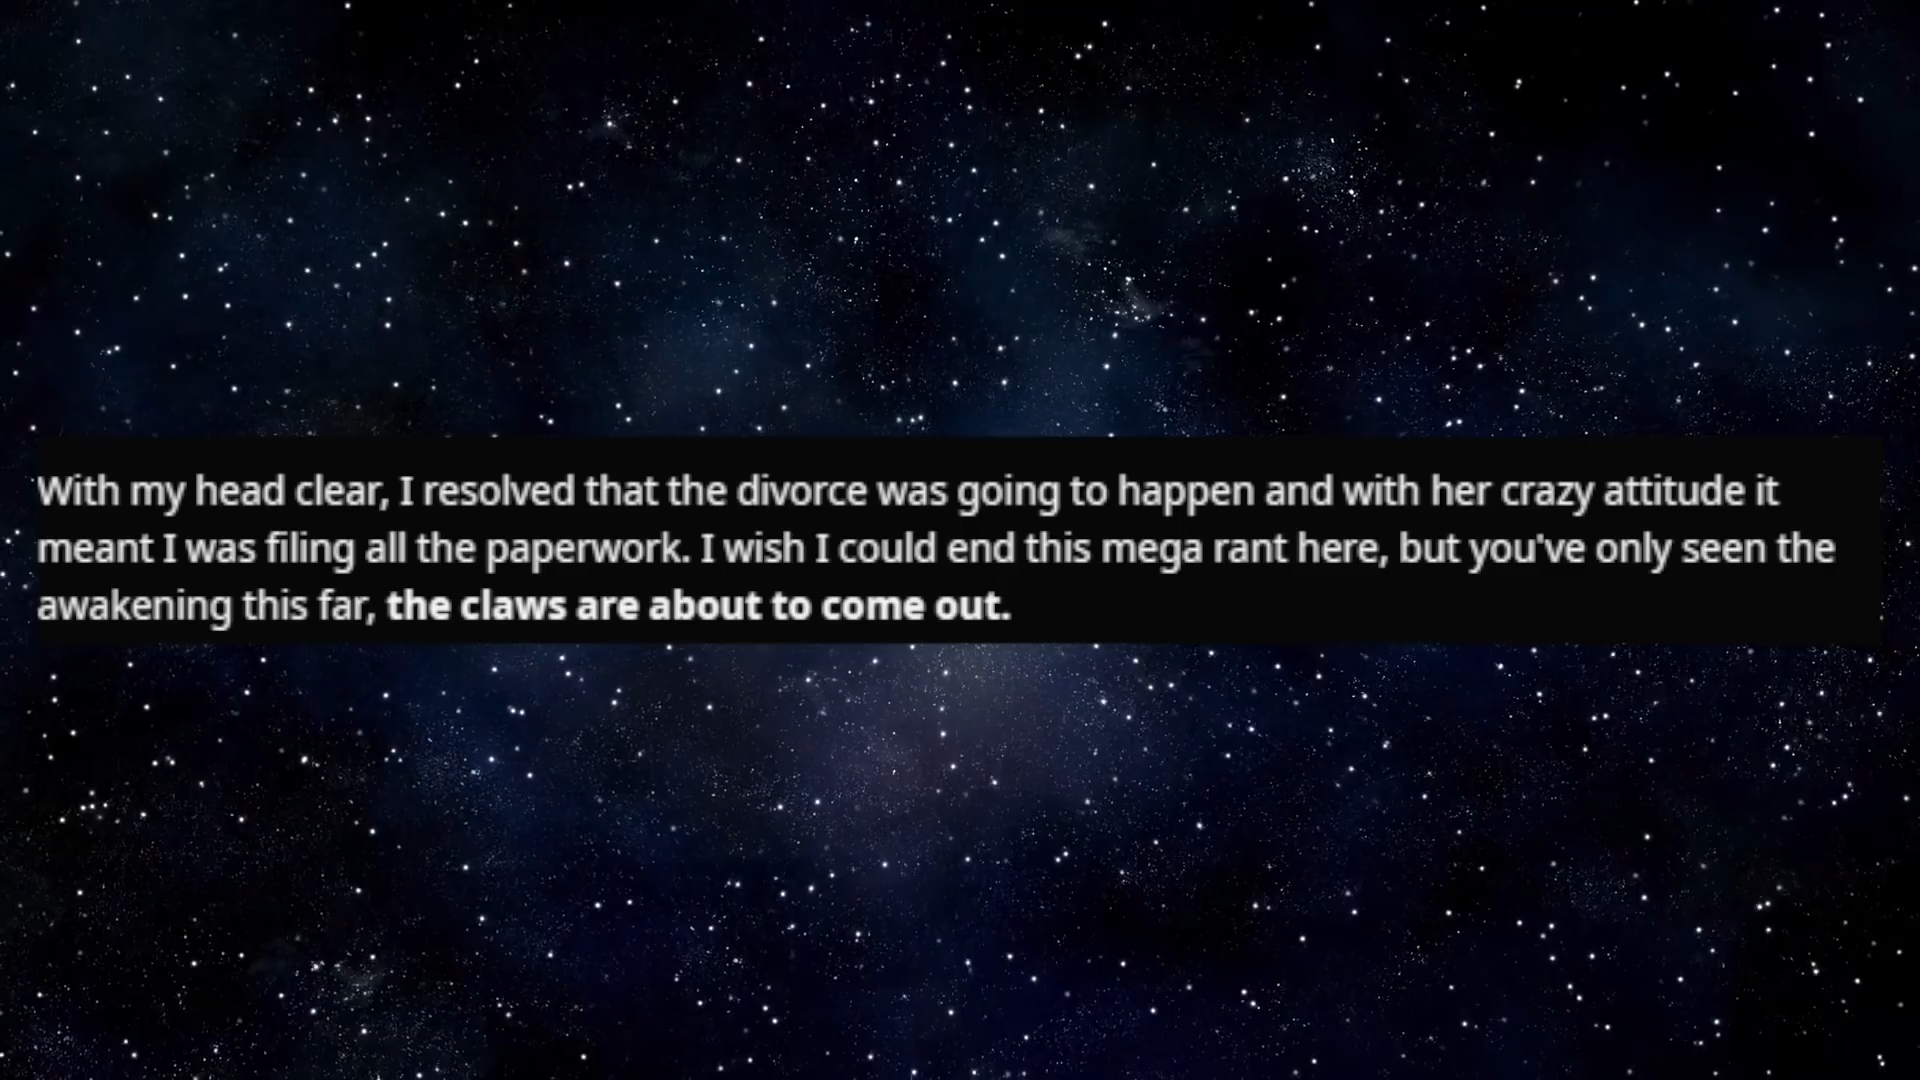 With my head clear, I resolved that the divorce was going to happen and with her crazy attitude it
meant I was filing all the paperwork. I wish I could end this mega rant here, but you've only seen the
awakening this far, the claws are about to come out.